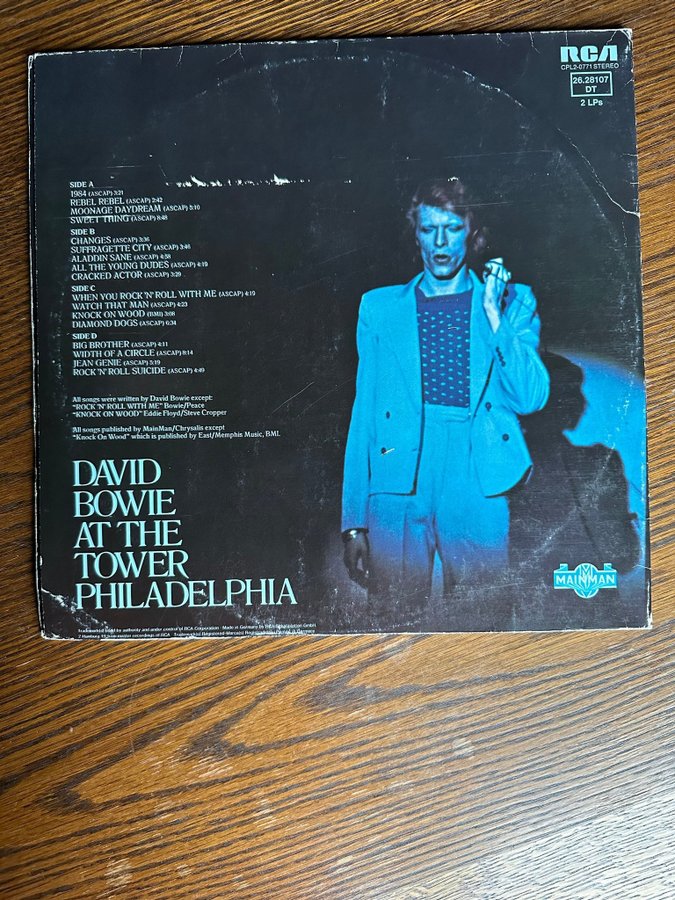 RCA
CPL2-0771 STEREO
26.28107
DT
2 LPs
SIDE A
1984 (ASCAP) 3:21
REBEL REBEL (ASCAP) 2:42
MOONAGE DAYDREAM (ASCAP) 5:10
SWEET THING (ASCAP) 8:48
SIDE B
CHANGES (ASCAP) 3:36
SUFFRAGETTE CITY (ASCAP) 3:46
ALADDIN SANE (ASCAP) 4:58
ALL THE YOUNG DUDES (ASCAP) 4:19
CRACKED ACTOR (ASCAP) 3:29
SIDE C
WHEN YOU ROCK 'N' ROLL WITH ME (ASCAP) 4:19
WATCH THAT MAN (ASCAP) 4:23
KNOCK ON WOOD (BMI) 3:08
DIAMOND DOGS (ASCAP) 6:34
SIDE D
BIG BROTHER (ASCAP) 4:11
WIDTH OF A CIRCLE (ASCAP) 8:14
JEAN GENIE (ASCAP) 5:19
ROCK 'N' ROLL SUICIDE (ASCAP) 4:49
All songs were written by David Bowie except:
"ROCK 'N' ROLL WITH ME" Bowie/Peace
"KNOCK ON WOOD" Eddie Floyd/Steve Cropper
All songs published by MainMan/Chrysalis except
"Knock On Wood" which is published by East/Memphis Music, BMI.
DAVID
BOWIE
AT THE
TOWER
PHILADELPHIA
MAINMAN